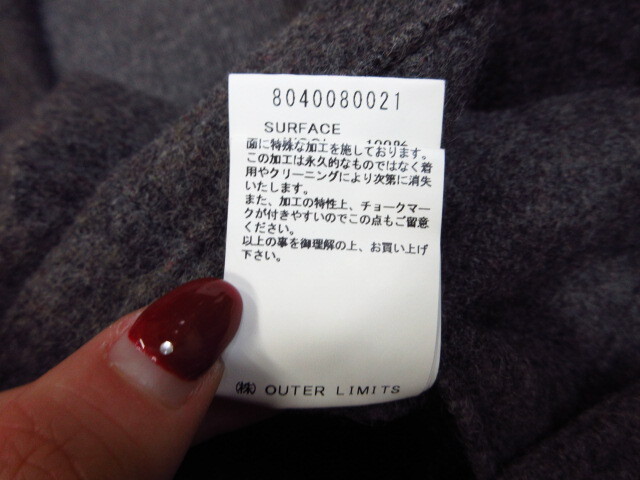 8040080021
SURFACE
100%
面に特殊な加工を施しております。
この加工は永久的なものではなく着
用やクリーニングにより次第に消失
いたします。
また、加工の特性上、チョークマー
クが付きやすいのでこの点もご留意
ください。
以上の事を御理解の上、お買い上げ
下さい。
㈱ OUTER LIMITS